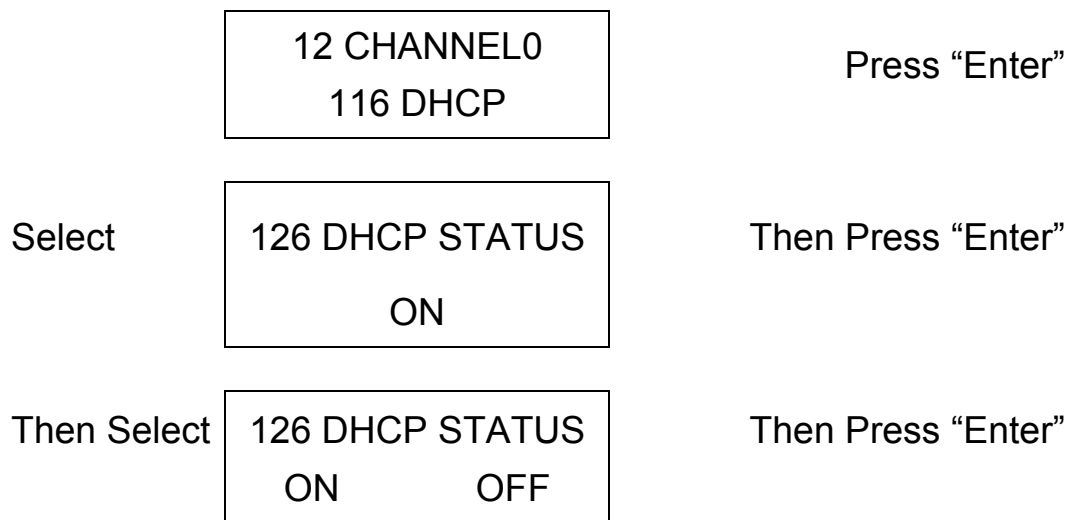 12 CHANNEL0
116 DHCP
Press “Enter”
Select
126 DHCP STATUS
ON
Then Press “Enter”
Then Select
126 DHCP STATUS
ON OFF
Then Press “Enter”